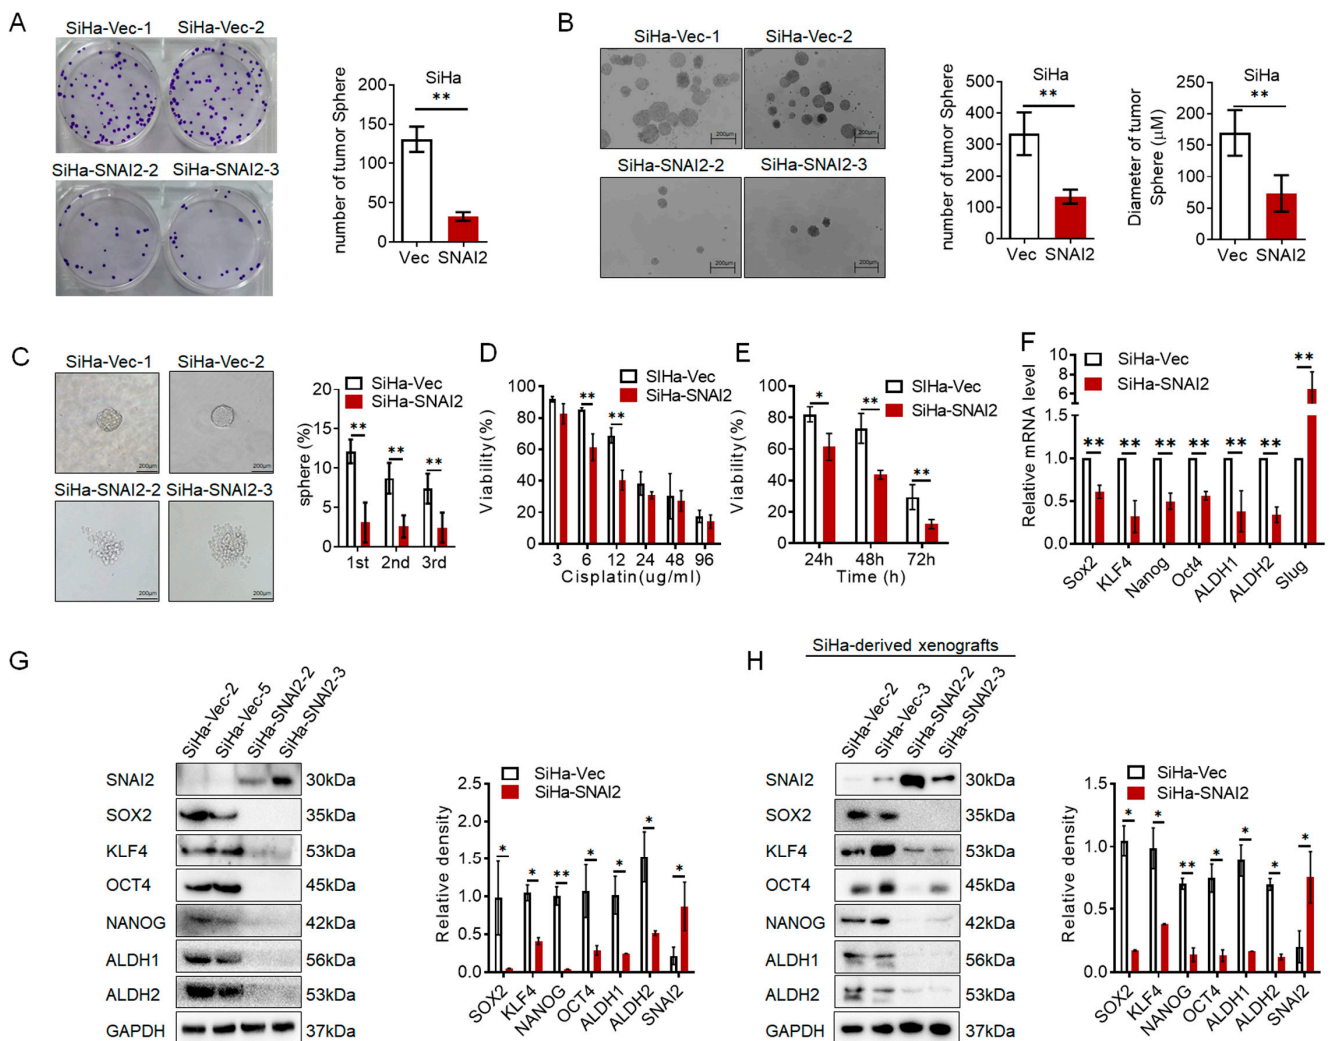 A
SiHa-Vec-1 SiHa-Vec-2
SiHa-SNAI2-2 SiHa-SNAI2-3
number of tumor Sphere
200
150
100
50
0
SiHa
**
Vec SNAI2
B
SiHa-Vec-1 SiHa-Vec-2
200μm 200μm
SiHa-SNAI2-2 SiHa-SNAI2-3
200μm 200μm
number of tumor Sphere
500
400
300
200
100
0
SiHa
**
Vec SNAI2
Diameter of tumor
Sphere (μM)
250
200
150
100
50
0
SiHa
**
Vec SNAI2
C
SiHa-Vec-1 SiHa-Vec-2
200μm 200μm
SiHa-SNAI2-2 SiHa-SNAI2-3
200μm 200μm
sphere (%)
20
15
10
5
0
SiHa-Vec
SiHa-SNAI2
** ** **
1st 2nd 3rd
D
Viability(%)
100
80
60
40
20
0
SIHa-Vec
SiHa-SNAI2
** **
3 6 12 24 48 96
Cisplatin(ug/ml)
E
Viability(%)
100
80
60
40
20
0
SIHa-Vec
SiHa-SNAI2
* ** **
24h 48h 72h
Time (h)
F
Relative mRNA level
10
8
6
4
2
1.5
1.0
0.5
0.0
SiHa-Vec
SiHa-SNAI2
** ** ** ** ** ** **
Sox2 KLF4 Nanog Oct4 ALDH1 ALDH2 Slug
G
SiHa-Vec-2 SiHa-Vec-5 SiHa-SNAI2-2 SiHa-SNAI2-3
SNAI2 30kDa
SOX2 35kDa
KLF4 53kDa
OCT4 45kDa
NANOG 42kDa
ALDH1 56kDa
ALDH2 53kDa
GAPDH 37kDa
Relative density
2.5
2.0
1.5
1.0
0.5
0.0
SiHa-Vec
SiHa-SNAI2
* * ** * * * *
SOX2 KLF4 NANOG OCT4 ALDH1 ALDH2 SNAI2
H
SiHa-derived xenografts
SiHa-Vec-2 SiHa-Vec-3 SiHa-SNAI2-2 SiHa-SNAI2-3
SNAI2 30kDa
SOX2 35kDa
KLF4 53kDa
OCT4 45kDa
NANOG 42kDa
ALDH1 56kDa
ALDH2 53kDa
GAPDH 37kDa
Relative density
1.5
1.0
0.5
0.0
SiHa-Vec
SiHa-SNAI2
* * ** * * * *
SOX2 KLF4 NANOG OCT4 ALDH1 ALDH2 SNAI2